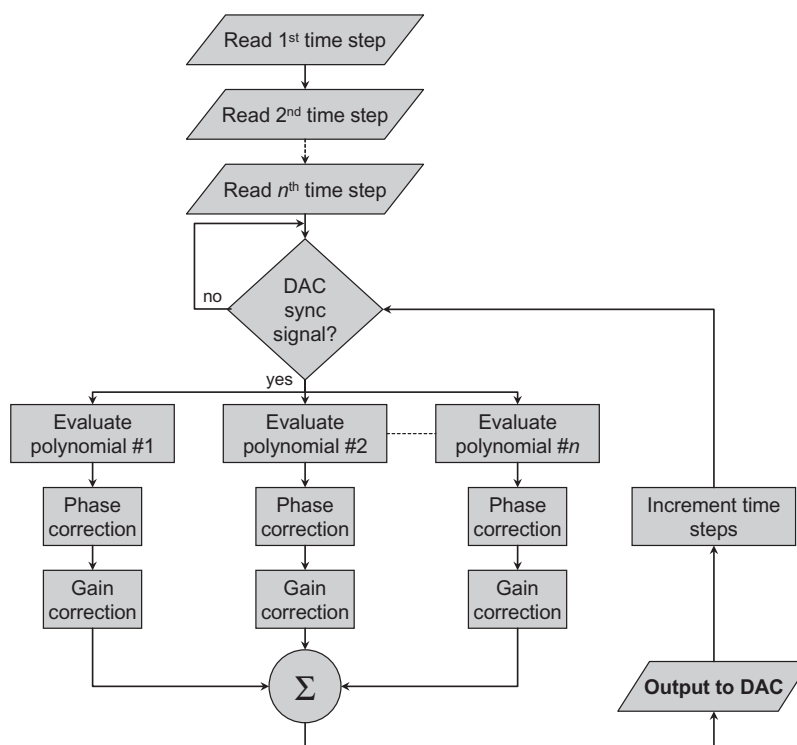 Read 1st time step
Read 2nd time step
Read nth time step
DAC
sync
signal?
no
yes
Evaluate
polynomial #1
Evaluate
polynomial #2
Evaluate
polynomial #n
Phase
correction
Phase
correction
Phase
correction
Increment time
steps
Gain
correction
Gain
correction
Gain
correction
Σ
Output to DAC